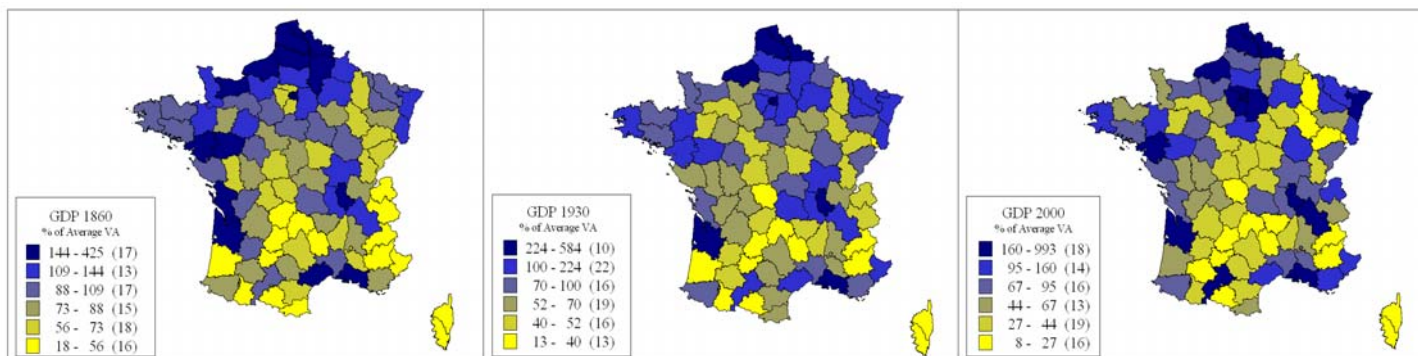 GDP 1860
% of Average VA
144 - 425 (17)
109 - 144 (13)
88 - 109 (17)
73 - 88 (15)
56 - 73 (18)
18 - 56 (16)
GDP 1930
% of Average VA
224 - 584 (10)
100 - 224 (22)
70 - 100 (16)
52 - 70 (19)
40 - 52 (16)
13 - 40 (13)
GDP 2000
% of Average VA
160 - 993 (18)
95 - 160 (14)
67 - 95 (16)
44 - 67 (13)
27 - 44 (19)
8 - 27 (16)